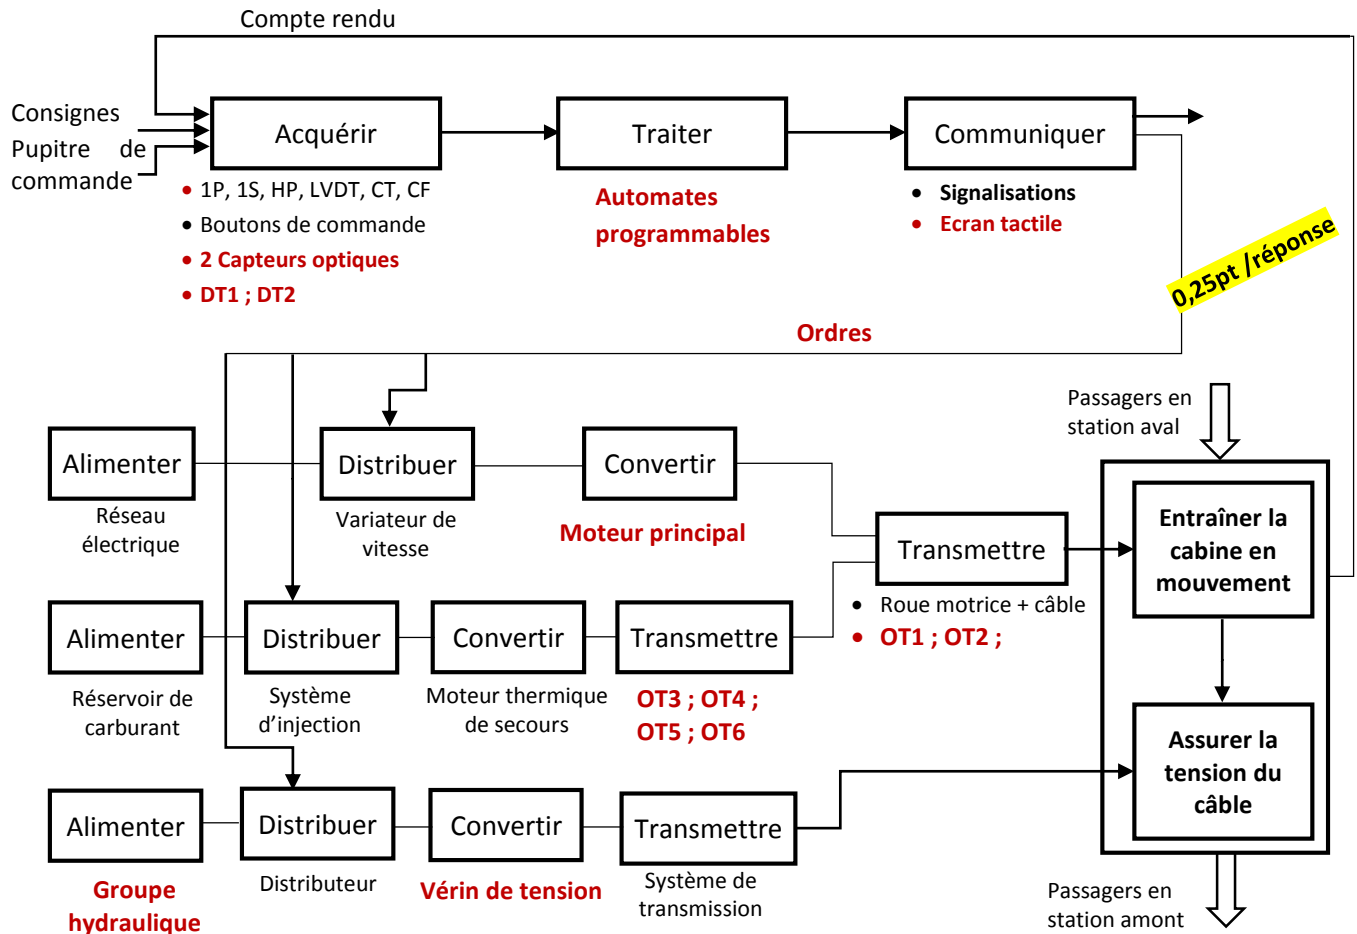 Compte rendu
Consignes
Pupitre de
commande
Acquérir
Traiter
Communiquer
• 1P, 1S, HP, LVDT, CT, CF
• Boutons de commande
• 2 Capteurs optiques
• DT1 ; DT2
Automates
programmables
• Signalisations
• Ecran tactile
0,25pt /réponse
Ordres
Passagers en
station aval
Alimenter
Distribuer
Convertir
Réseau
électrique
Variateur de
vitesse
Moteur principal
Transmettre
• Roue motrice + câble
• OT1 ; OT2 ;
Entraîner la
cabine en
mouvement
Alimenter
Distribuer
Convertir
Transmettre
Réservoir de
carburant
Système
d'injection
Moteur thermique
de secours
OT3 ; OT4 ;
OT5 ; OT6
Assurer la
tension du
câble
Alimenter
Distribuer
Convertir
Transmettre
Groupe
hydraulique
Distributeur
Vérin de tension
Système de
transmission
Passagers en
station amont